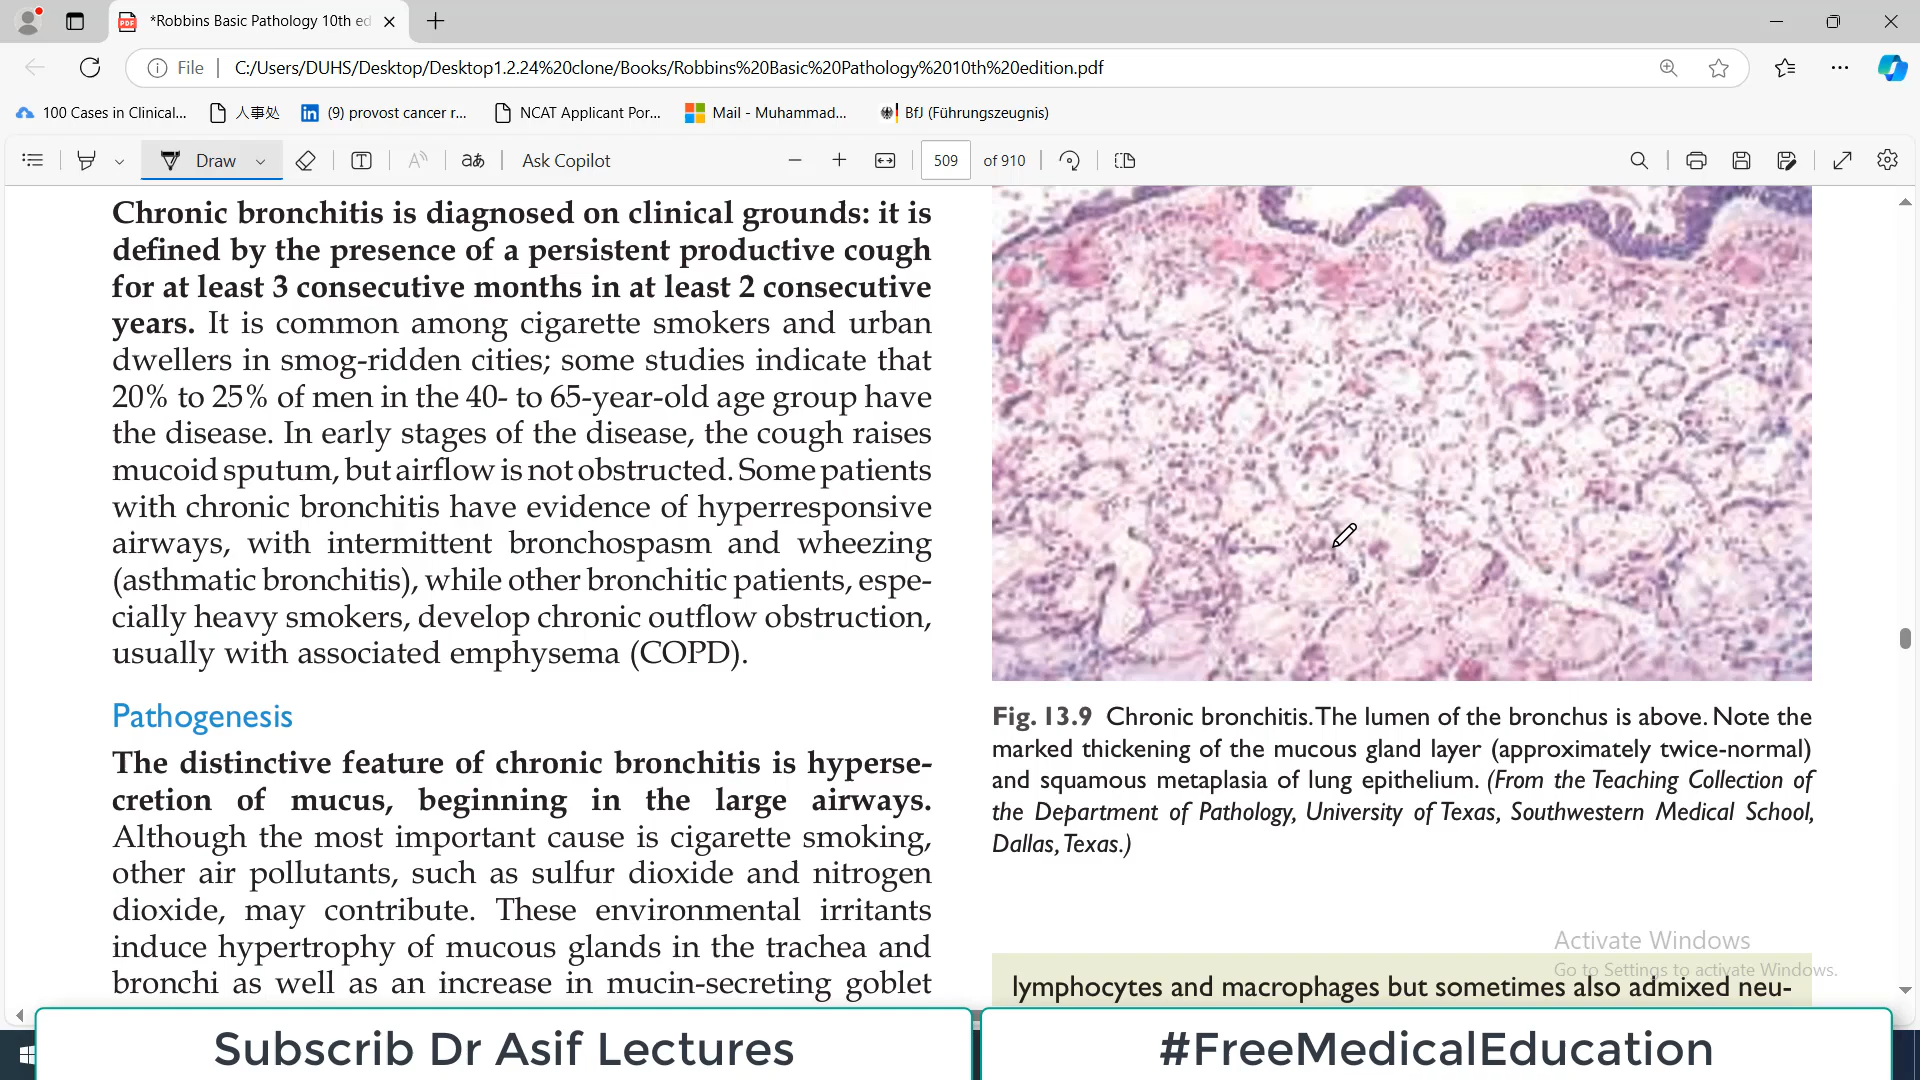 *Robbins Basic Pathology 10th ed
File
C:/Users/DUHS/Desktop/Desktop1.2.24%20clone/Books/Robbins%20Basic%20Pathology%2010th%20edition.pdf
100 Cases in Clinical...
人事处
(9) provost cancer r...
NCAT Applicant Por...
Mail - Muhammad...
BfJ (Führungszeugnis)
Draw
Ask Copilot
509 of 910
Chronic bronchitis is diagnosed on clinical grounds: it is
defined by the presence of a persistent productive cough
for at least 3 consecutive months in at least 2 consecutive
years. It is common among cigarette smokers and urban
dwellers in smog-ridden cities; some studies indicate that
20% to 25% of men in the 40- to 65-year-old age group have
the disease. In early stages of the disease, the cough raises
mucoid sputum, but airflow is not obstructed. Some patients
with chronic bronchitis have evidence of hyperresponsive
airways, with intermittent bronchospasm and wheezing
(asthmatic bronchitis), while other bronchitic patients, espe-
cially heavy smokers, develop chronic outflow obstruction,
usually with associated emphysema (COPD).
Pathogenesis
The distinctive feature of chronic bronchitis is hyperse-
cretion of mucus, beginning in the large airways.
Although the most important cause is cigarette smoking,
other air pollutants, such as sulfur dioxide and nitrogen
dioxide, may contribute. These environmental irritants
induce hypertrophy of mucous glands in the trachea and
bronchi as well as an increase in mucin-secreting goblet
Fig. 13.9 Chronic bronchitis. The lumen of the bronchus is above. Note the
marked thickening of the mucous gland layer (approximately twice-normal)
and squamous metaplasia of lung epithelium. (From the Teaching Collection of
the Department of Pathology, University of Texas, Southwestern Medical School,
Dallas, Texas.)
Activate Windows
Go to Settings to activate Windows.
lymphocytes and macrophages but sometimes also admixed neu-
Subscrib Dr Asif Lectures
#FreeMedicalEducation